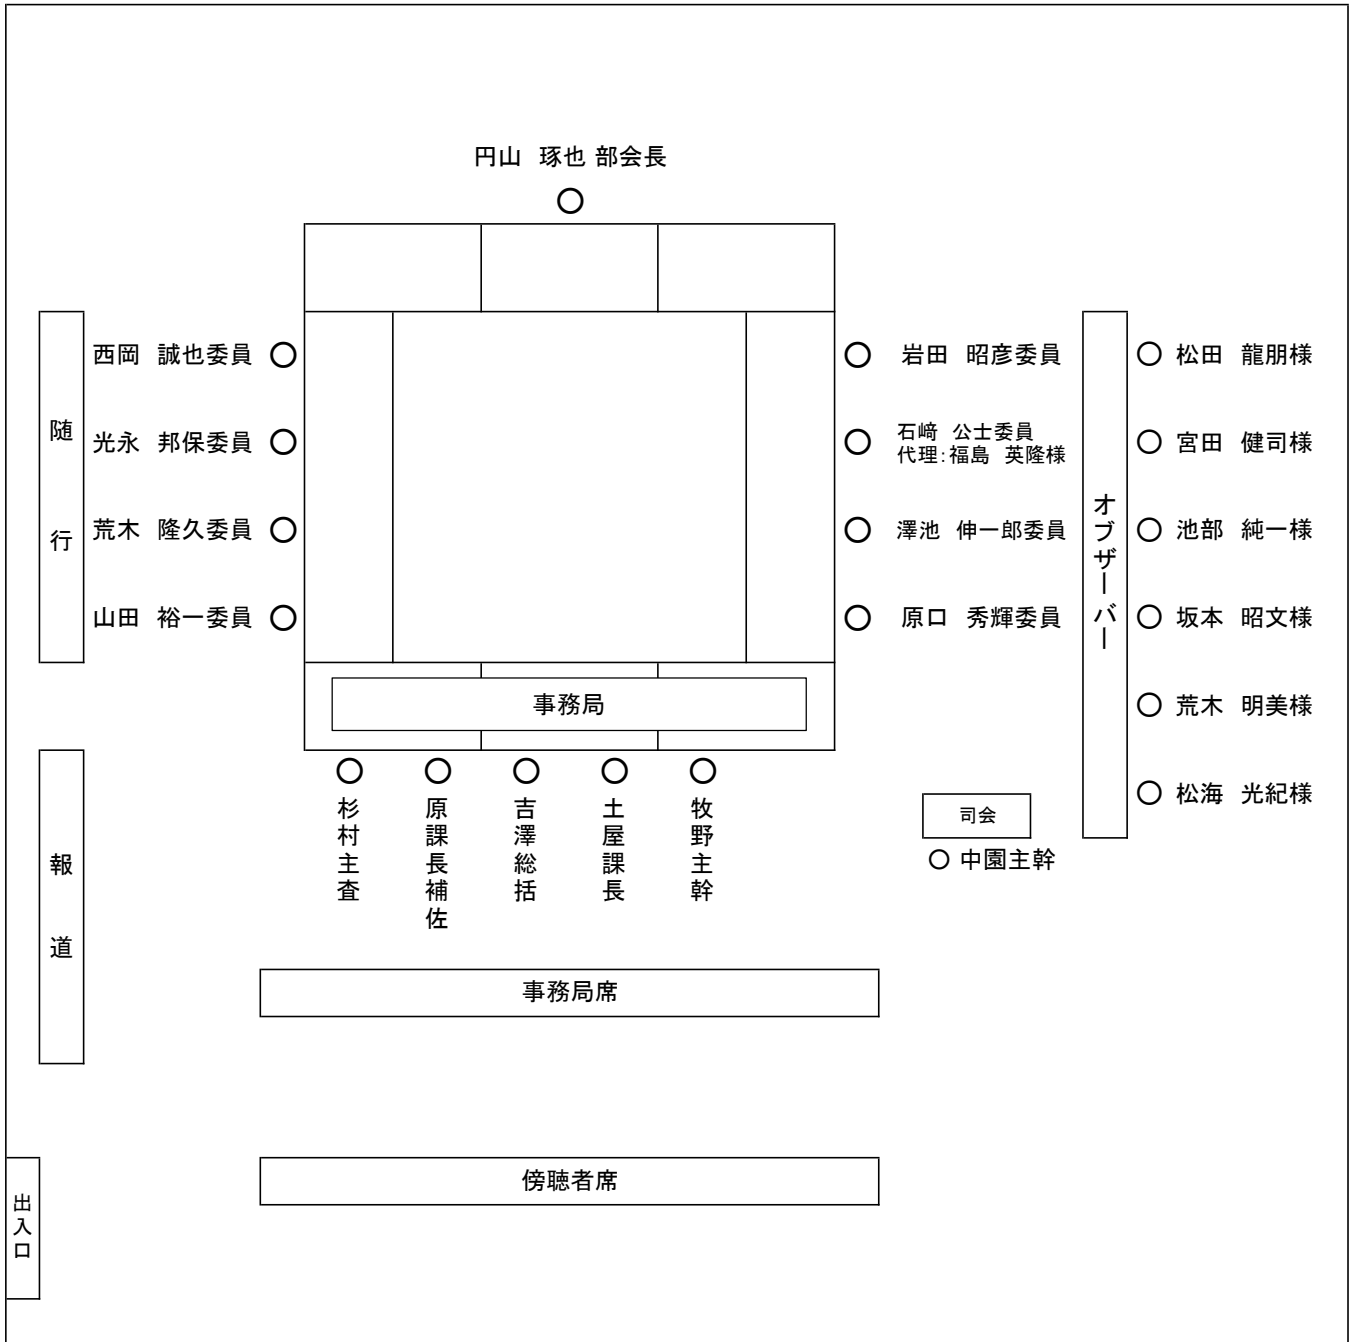 円山　琢也 部会長
随行
西岡　誠也委員
光永　邦保委員
荒木　隆久委員
山田　裕一委員
岩田　昭彦委員
石﨑　公士委員
代理:福島　英隆様
澤池　伸一郎委員
原口　秀輝委員
オブザーバー
松田　龍朋様
宮田　健司様
池部　純一様
坂本　昭文様
荒木　明美様
松海　光紀様
事務局
杉村主査
原課長補佐
吉澤総括
土屋課長
牧野主幹
司会
中園主幹
報道
事務局席
傍聴者席
出入口